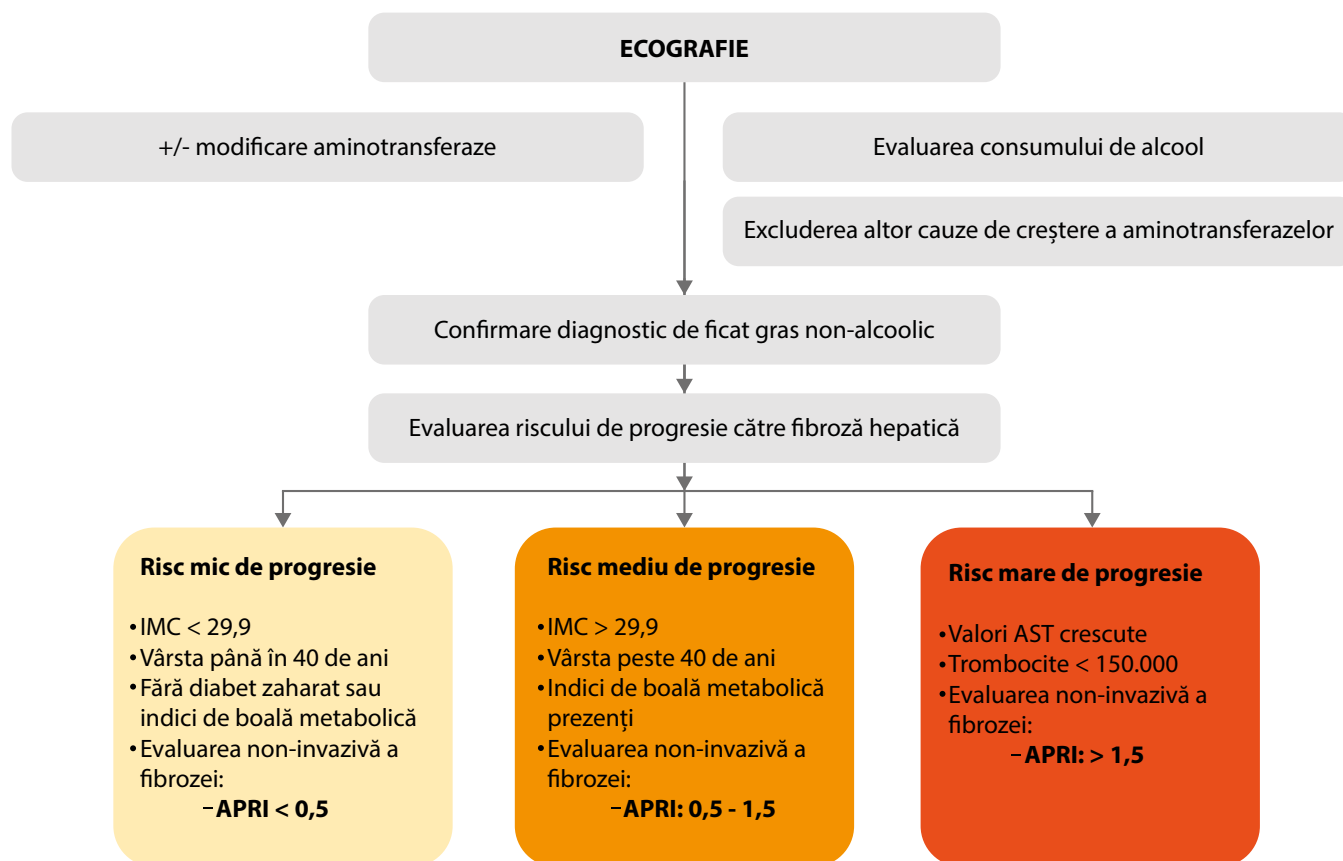 ECOGRAFIE
+/- modificare aminotransferaze
Evaluarea consumului de alcool
Excluderea altor cauze de creștere a aminotransferazelor
Confirmare diagnostic de ficat gras non-alcoolic
Evaluarea riscului de progresie către fibroză hepatică
Risc mic de progresie
•IMC < 29,9
•Vârsta până în 40 de ani
•Fără diabet zaharat sau
indici de boală metabolică
•Evaluarea non-invazivă a
fibrozei:
–APRI < 0,5
Risc mediu de progresie
•IMC > 29,9
•Vârsta peste 40 de ani
•Indici de boală metabolică
prezenți
•Evaluarea non-invazivă a
fibrozei:
–APRI: 0,5 - 1,5
Risc mare de progresie
•Valori AST crescute
•Trombocite < 150.000
•Evaluarea non-invazivă a
fibrozei:
–APRI: > 1,5